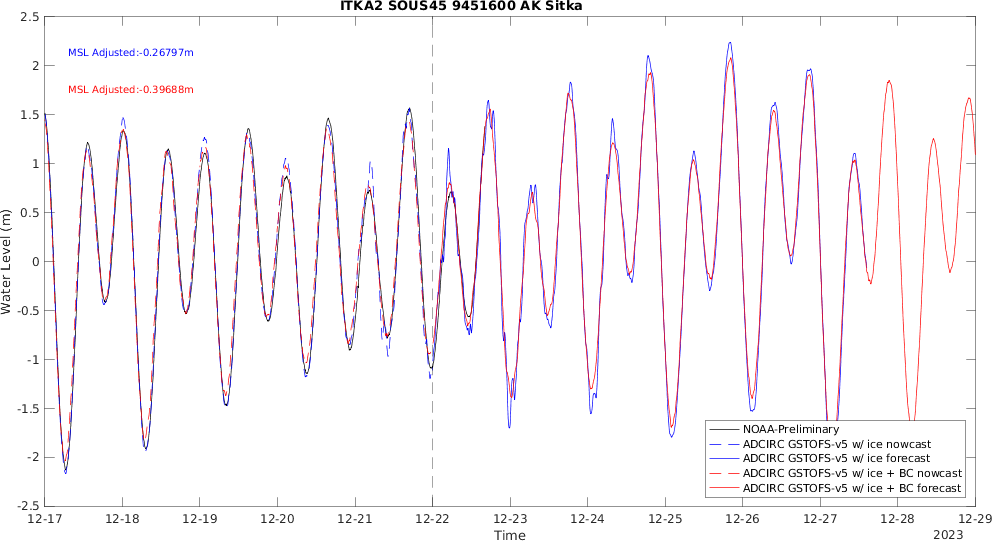 ITKA2 SOUS45 9451600 AK Sitka
MSL Adjusted:-0.26797m
MSL Adjusted:-0.39688m
Water Level (m)
2.5
2
1.5
1
0.5
0
-0.5
-1
-1.5
-2
-2.5
NOAA-Preliminary
ADCIRC GSTOFS-v5 w/ ice nowcast
ADCIRC GSTOFS-v5 w/ ice forecast
ADCIRC GSTOFS-v5 w/ ice + BC nowcast
ADCIRC GSTOFS-v5 w/ ice + BC forecast
12-17 12-18 12-19 12-20 12-21 12-22 12-23 12-24 12-25 12-26 12-27 12-28 12-29
Time
2023